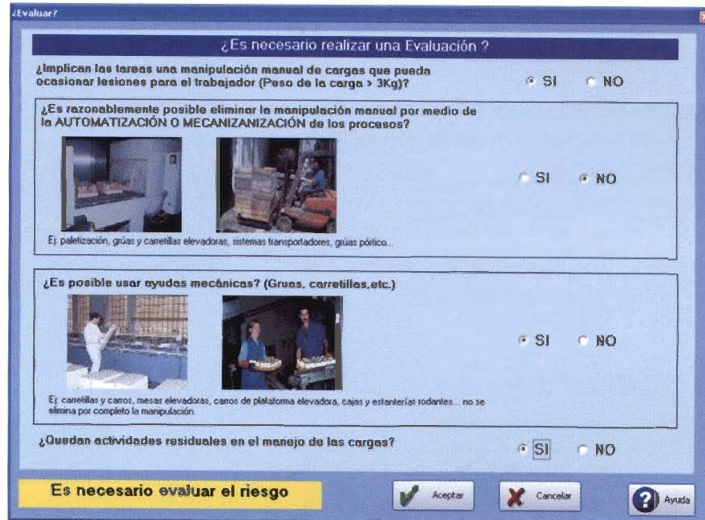 ¿Evaluar?
¿Es necesario realizar una Evaluación ?
¿Implican las tareas una manipulación manual de cargas que pueda
ocasionar lesiones para el trabajador (Peso de la carga > 3Kg)?
SI NO
¿Es razonablemente posible eliminar la manipulación manual por medio de
la AUTOMATIZACIÓN O MECANIZANIZACIÓN de los procesos?
SI NO
Ej: paletización, grúas y carretillas elevadoras, sistemas transportadores, grúas pórtico...
¿Es posible usar ayudas mecánicas? (Gruas, carretillas,etc.)
SI NO
Ej: carretillas y carros, mesas elevadoras, carros de plataforma elevadora, cajas y estanterías rodantes... no se
elimina por completo la manipulación.
¿Quedan actividades residuales en el manejo de las cargas?
SI NO
Es necesario evaluar el riesgo
Aceptar
Cancelar
Ayuda